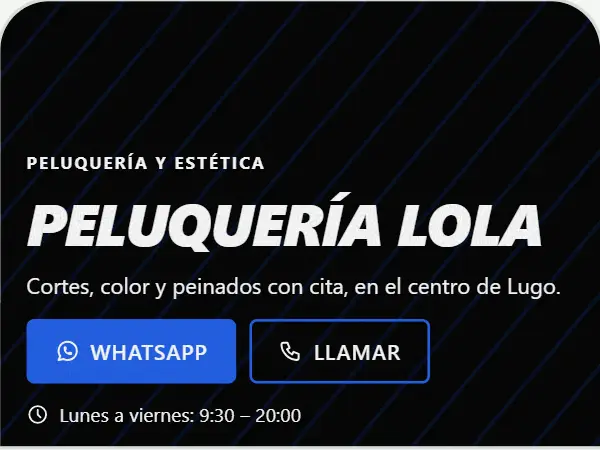 PELUQUERÍA Y ESTÉTICA
PELUQUERÍA LOLA
Cortes, color y peinados con cita, en el centro de Lugo.
WHATSAPP
LLAMAR
Lunes a viernes: 9:30 – 20:00